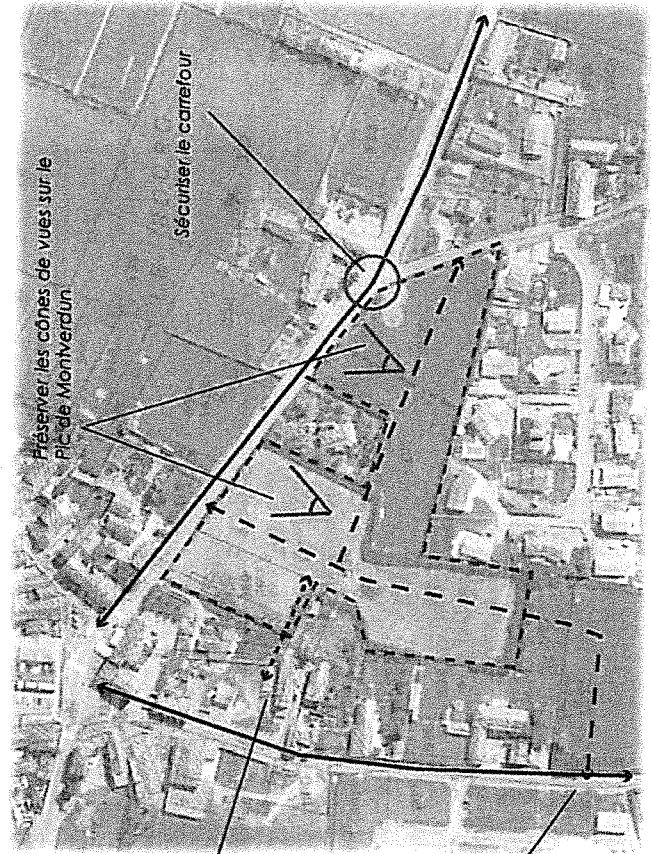 Préserver les cônes de vues sur le
Pic de Montverdun
Sécuriser le carrefour